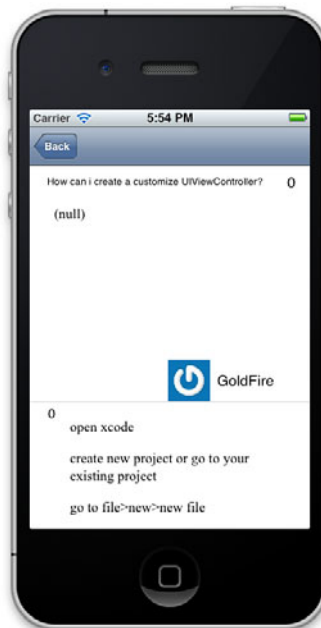 Carrier 5:54 PM
Back
How can i create a customize UIViewController? 0
(null)
GoldFire
0
open xcode
create new project or go to your
existing project
go to file>new>new file